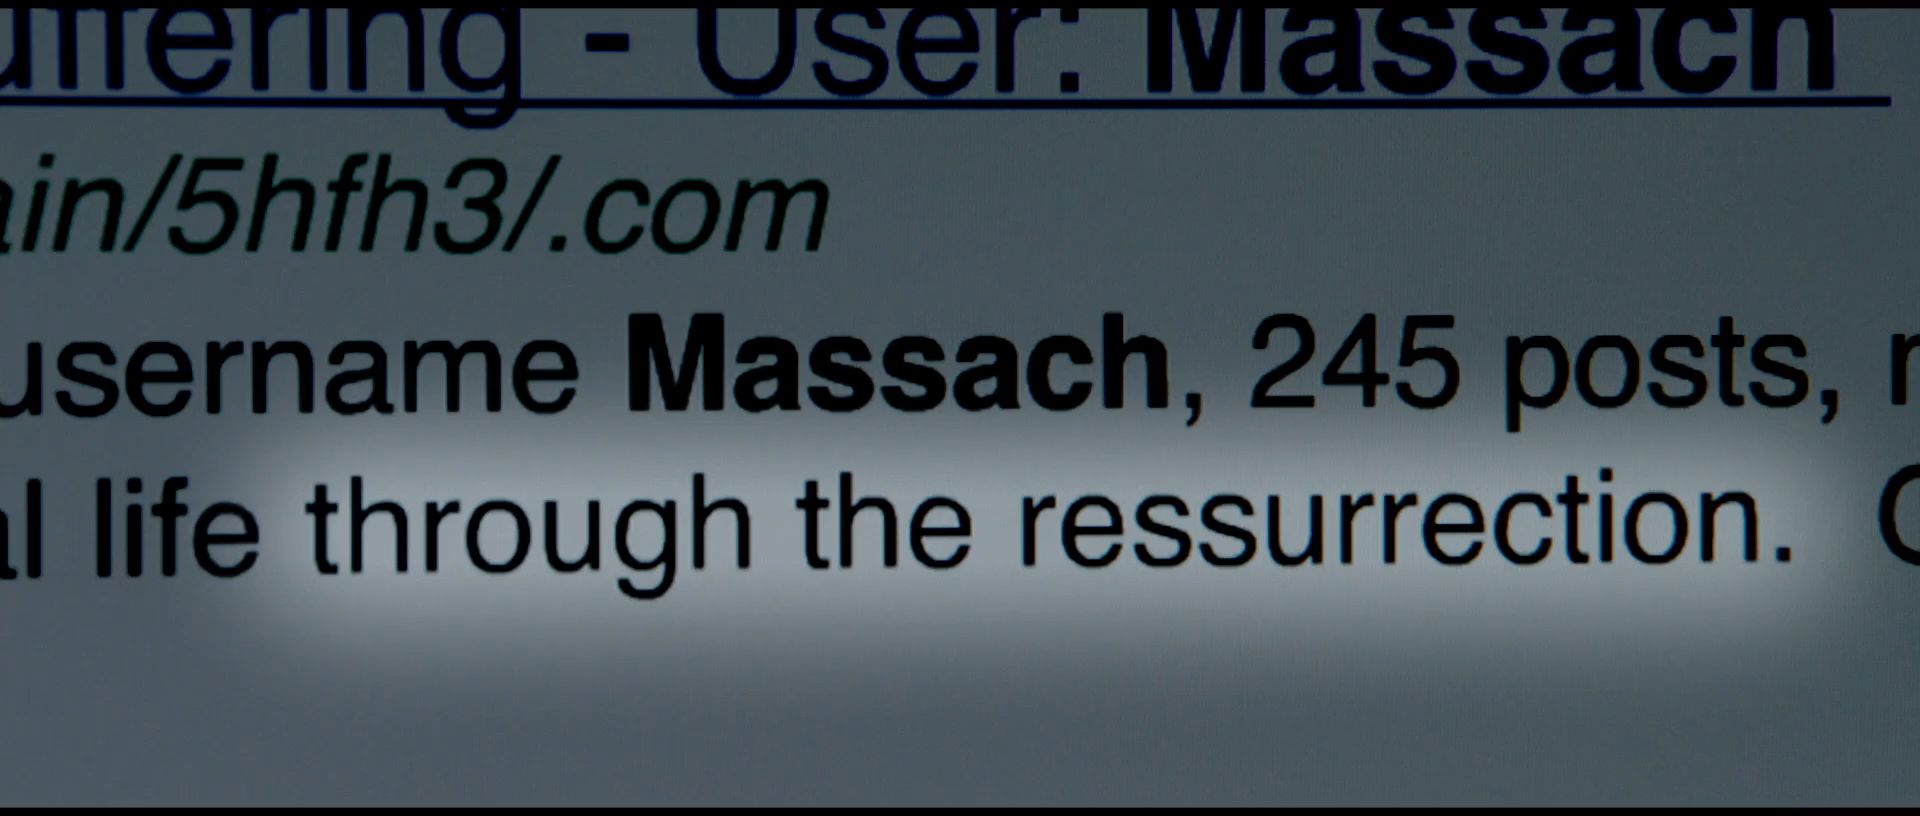 uffering - User: Massach
ain/5hfh3/.com
username Massach, 245 posts,
al life through the ressurrection.